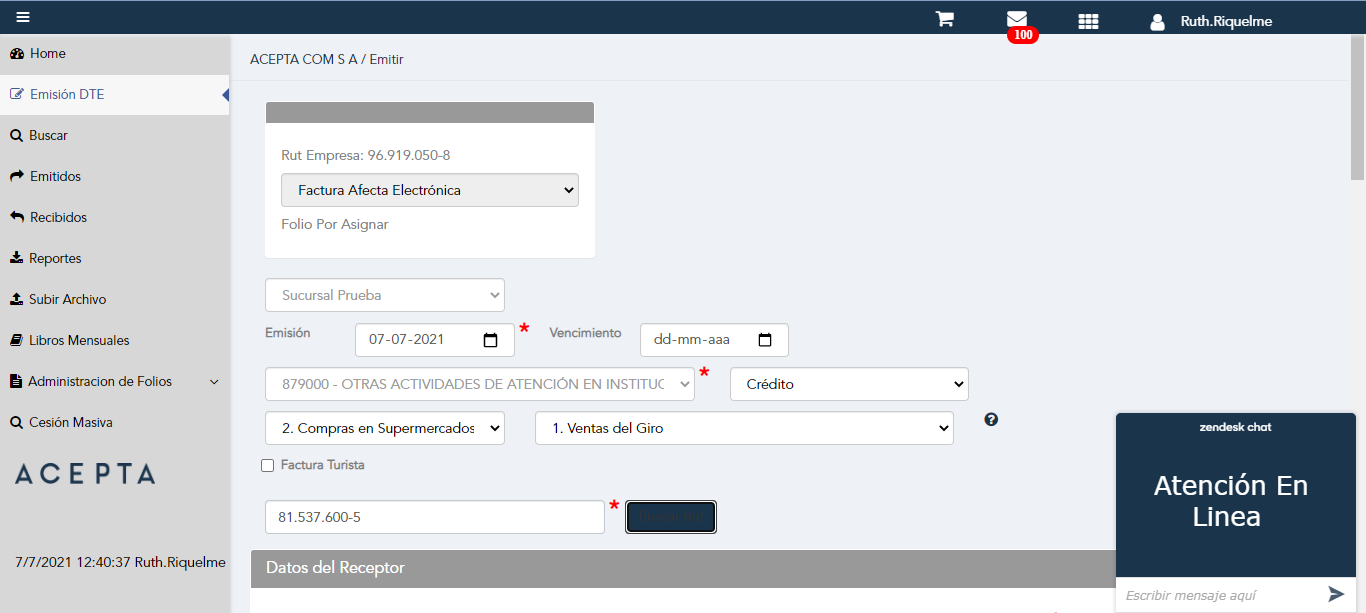 100
Ruth.Riquelme
Home
Emisión DTE
Buscar
Emitidos
Recibidos
Reportes
Subir Archivo
Libros Mensuales
Administracion de Folios
Cesión Masiva
ACEPTA
7/7/2021 12:40:37 Ruth.Riquelme
ACEPTA COM S A / Emitir
Rut Empresa: 96.919.050-8
Factura Afecta Electrónica
Folio Por Asignar
Sucursal Prueba
Emisión 07-07-2021 * Vencimiento dd-mm-aaa
879000 - OTRAS ACTIVIDADES DE ATENCIÓN EN INSTITUC * Crédito
2. Compras en Supermercados 1. Ventas del Giro ?
Factura Turista
81.537.600-5 *
Datos del Receptor
zendesk chat
Atención En
Linea
Escribir mensaje aquí